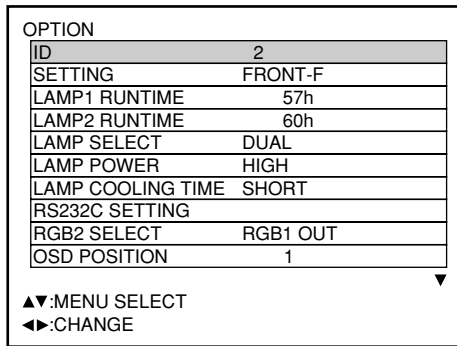 OPTION
ID 2
SETTING FRONT-F
LAMP1 RUNTIME 57h
LAMP2 RUNTIME 60h
LAMP SELECT DUAL
LAMP POWER HIGH
LAMP COOLING TIME SHORT
RS232C SETTING
RGB2 SELECT RGB1 OUT
OSD POSITION 1
▼
▲▼:MENU SELECT
◀▶:CHANGE